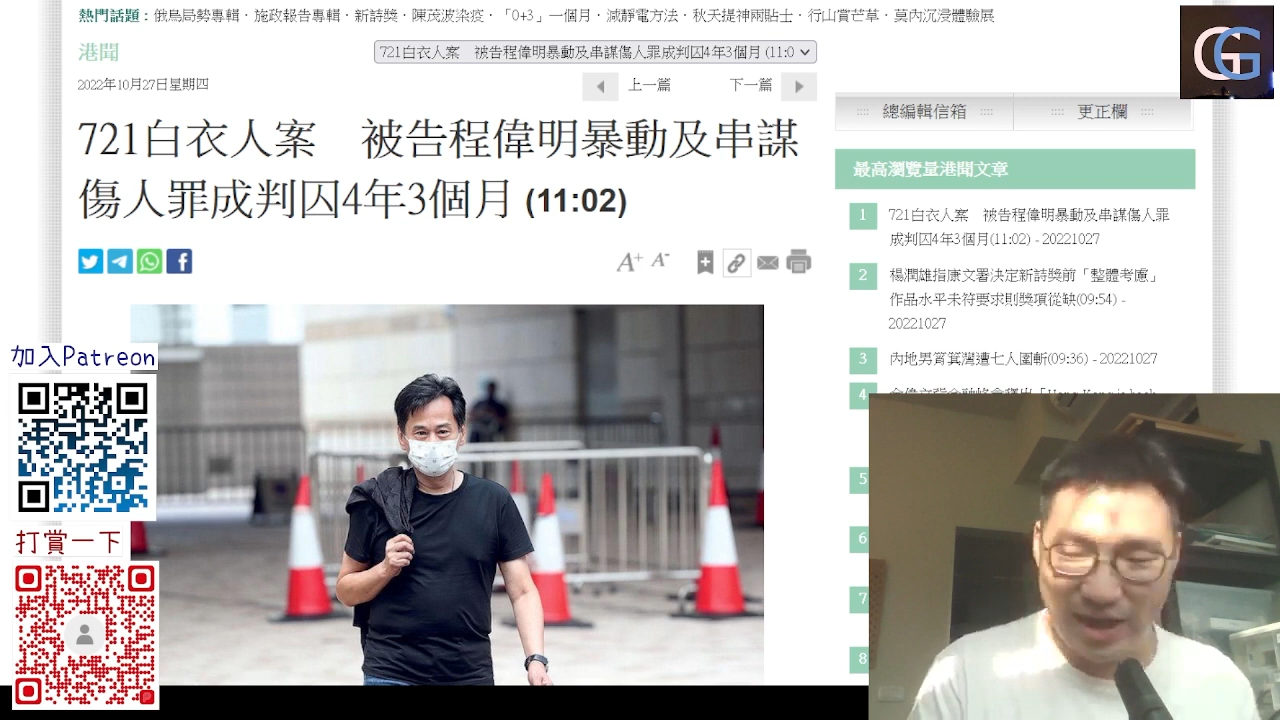 熱門話題：俄烏局勢專輯．施政報告專輯．新詩獎．陳茂波染疫．「0+3」一個月．減靜電方法．秋天提神兩貼士．行山賞芒草．莫內沉浸體驗展
港聞
721白衣人案　被告程偉明暴動及串謀傷人罪成判囚4年3個月 (11:0
2022年10月27日星期四
上一篇
下一篇
721白衣人案　被告程偉明暴動及串謀
傷人罪成判囚4年3個月 (11:02)
A+ A-
加入Patreon
打賞一下
GG
總編輯信箱
更正欄
最高瀏覽量港聞文章
1
721白衣人案　被告程偉明暴動及串謀傷人罪
成判囚4年3個月(11:02) - 20221027
2
楊潤雄指康文署決定新詩獎前「整體考慮」
作品水平未符要求則獎項從缺(09:54) -
20221027
3
內地男筲箕灣遭七人圍斬(09:36) - 20221027
4
5
6
7
8